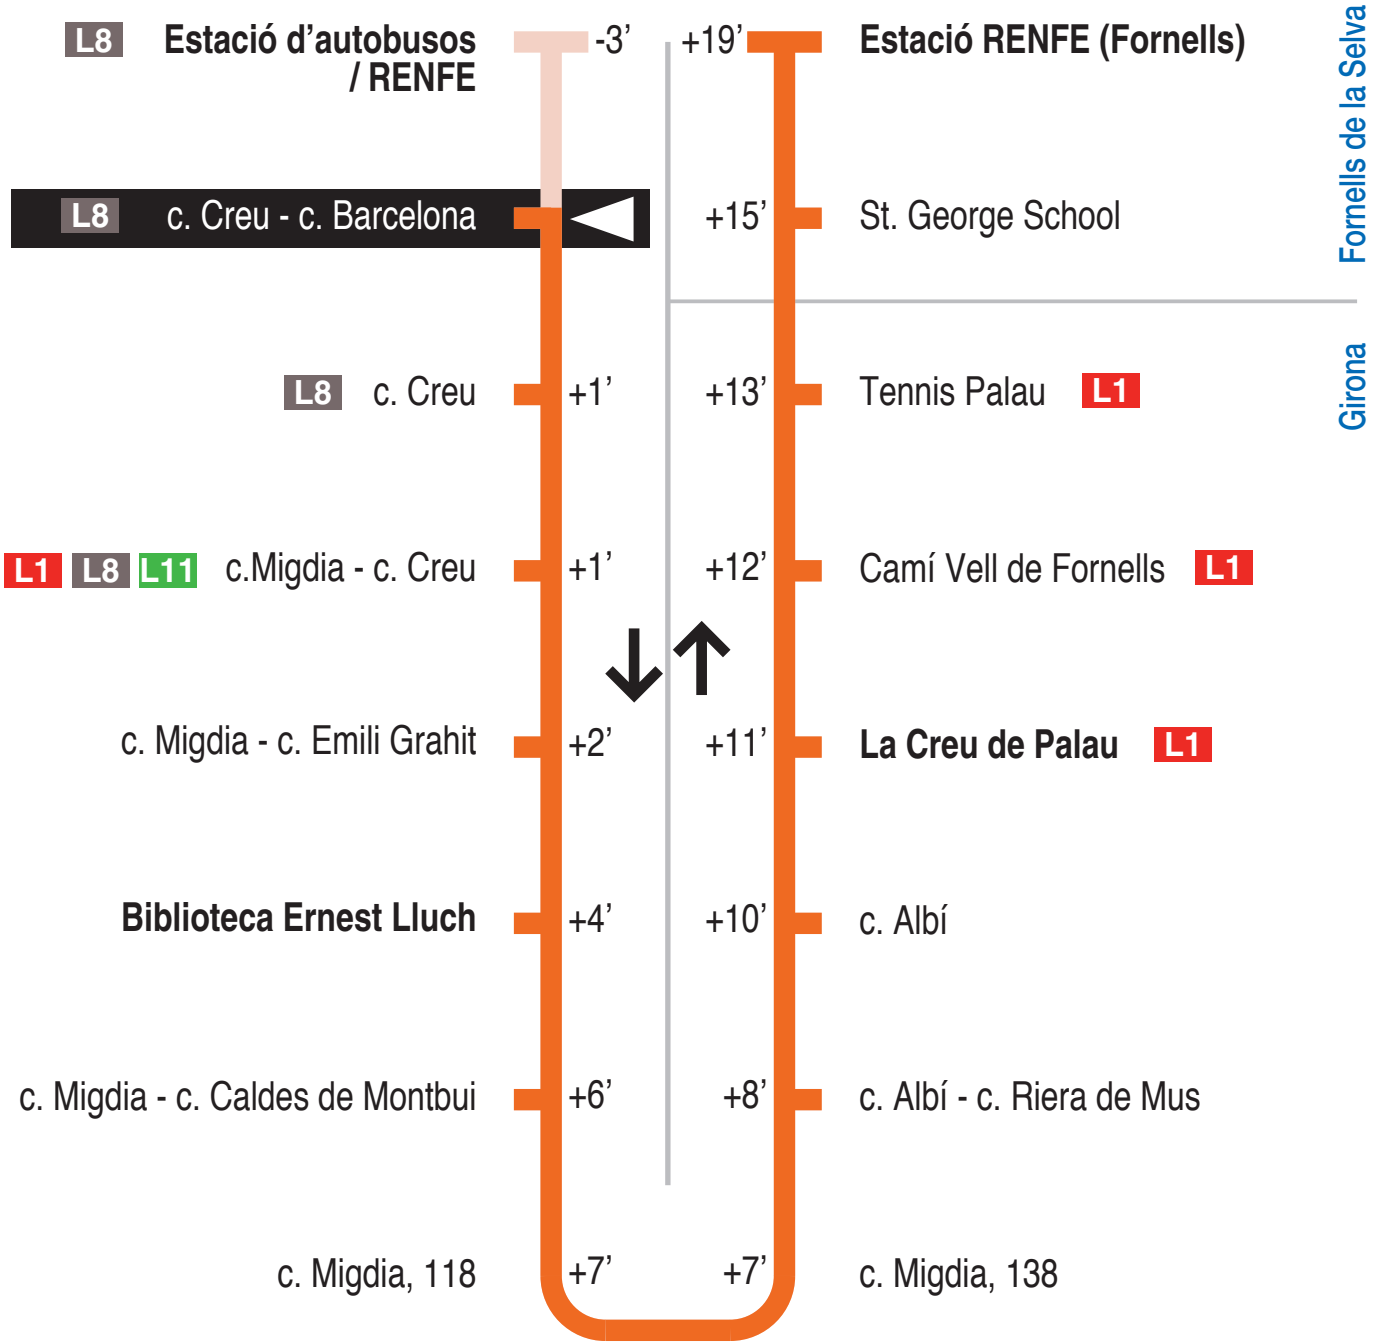 L8 Estació d’autobusos
/ RENFE
-3’
L8 c. Creu - c. Barcelona
L8 c. Creu +1’
L1 L8 L11 c.Migdia - c. Creu +1’
c. Migdia - c. Emili Grahit +2’
Biblioteca Ernest Lluch +4’
c. Migdia - c. Caldes de Montbui +6’
c. Migdia, 118 +7’
+19’ Estació RENFE (Fornells)
+15’ St. George School
+13’ Tennis Palau L1
+12’ Camí Vell de Fornells L1
+11’ La Creu de Palau L1
+10’ c. Albí
+8’ c. Albí - c. Riera de Mus
+7’ c. Migdia, 138
Fornells de la Selva
Girona